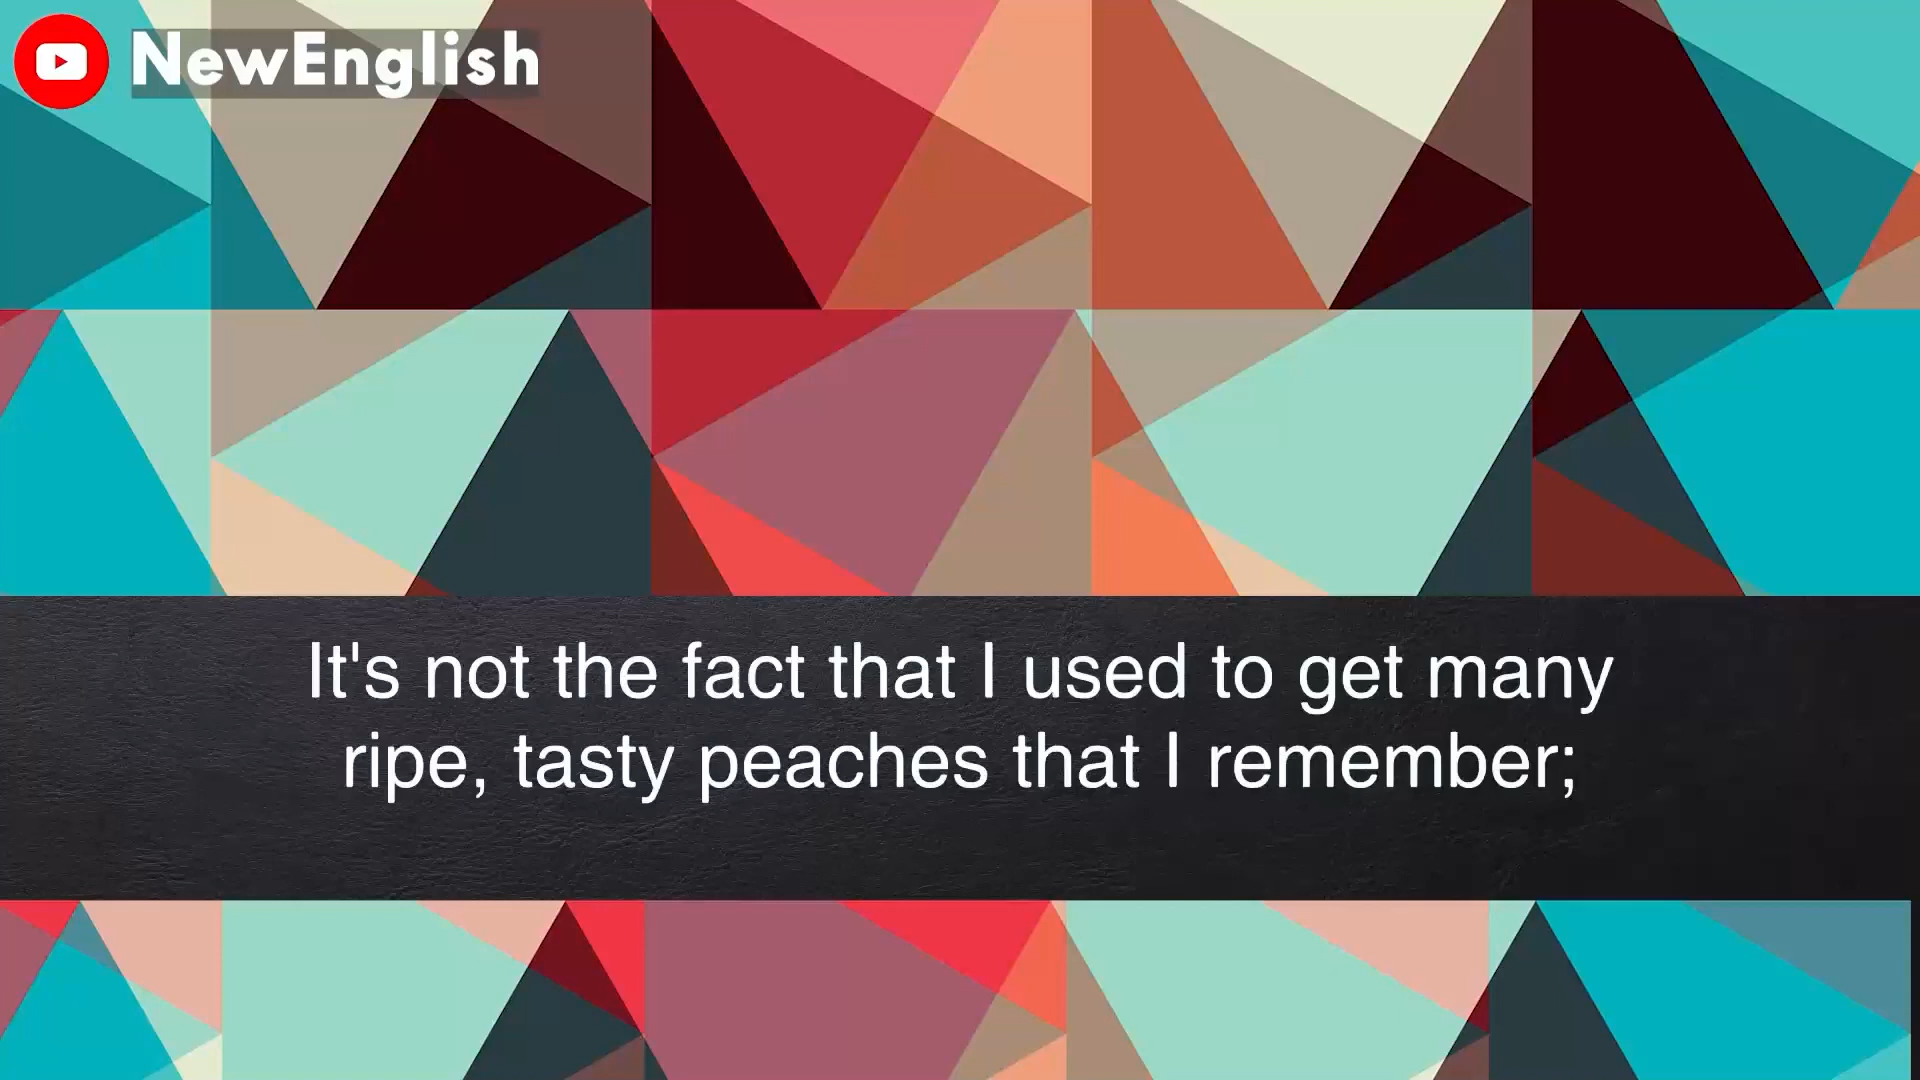 NewEnglish
It's not the fact that I used to get many
ripe, tasty peaches that I remember;